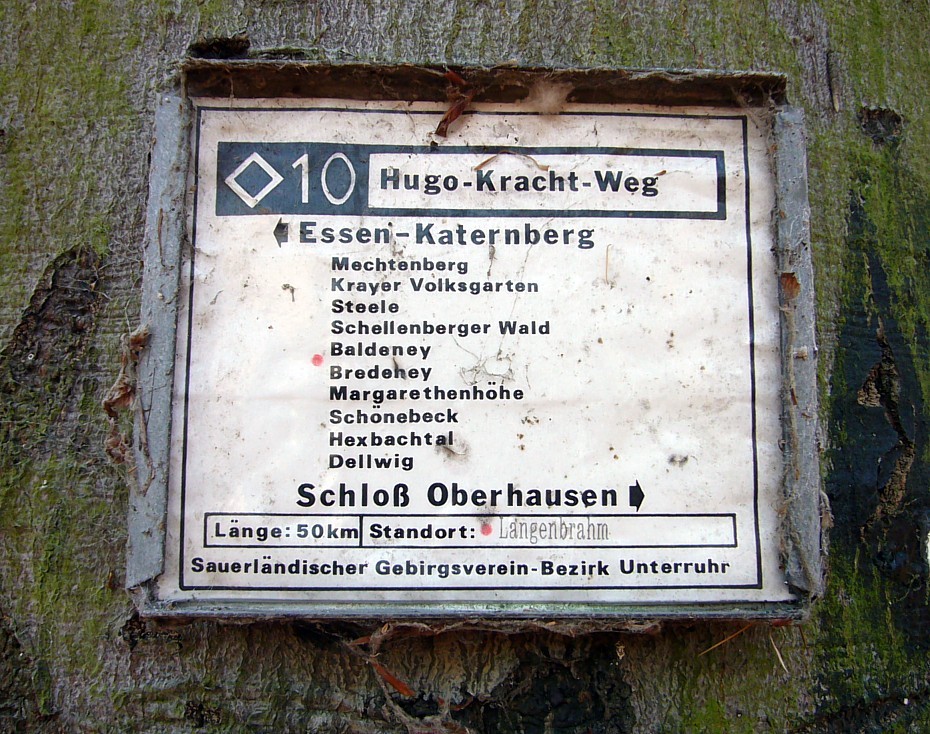 10 Hugo-Kracht-Weg
Essen-Katernberg
Mechtenberg
Krayer Volksgarten
Steele
Schellenberger Wald
Baldeney
Bredeney
Margarethenhöhe
Schönebeck
Hexbachtal
Dellwig
Schloß Oberhausen
Länge: 50km Standort: Langenbrahm
Sauerländischer Gebirgsverein-Bezirk Unterruhr